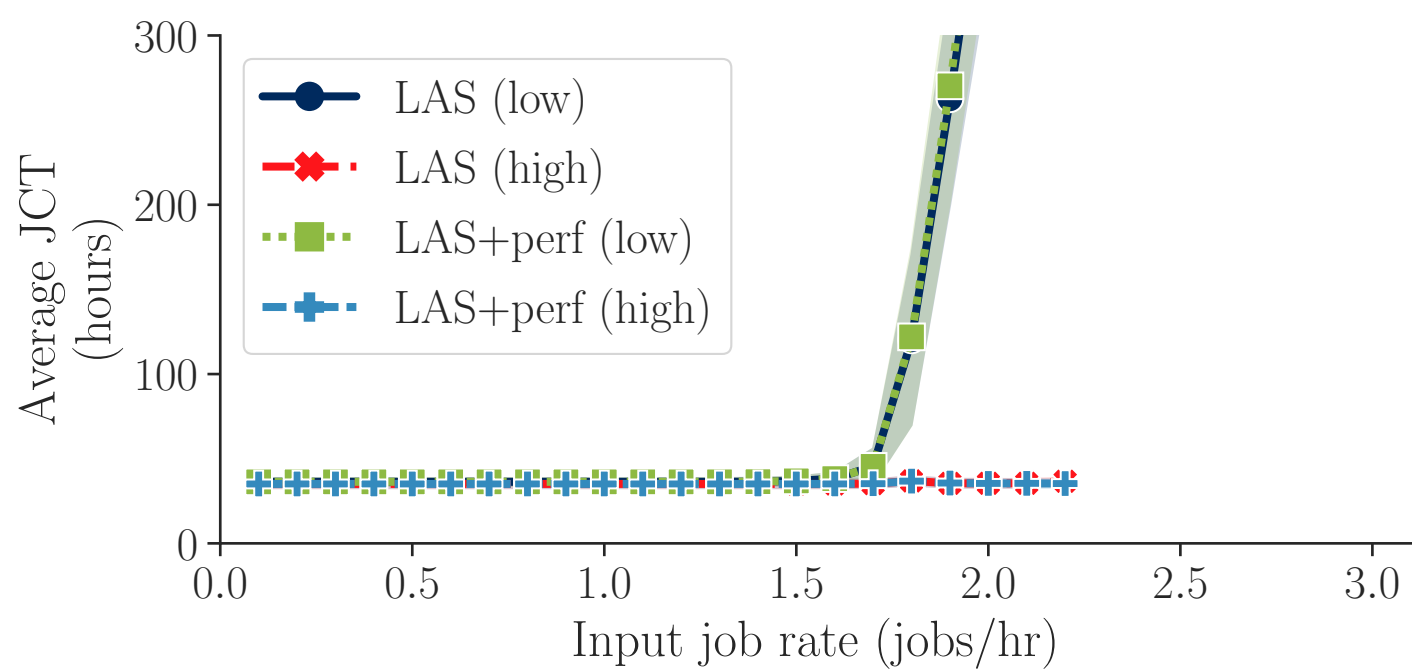 300
200
100
0
Average JCT
(hours)
LAS (low)
LAS (high)
LAS+perf (low)
LAS+perf (high)
0.0 0.5 1.0 1.5 2.0 2.5 3.0
Input job rate (jobs/hr)